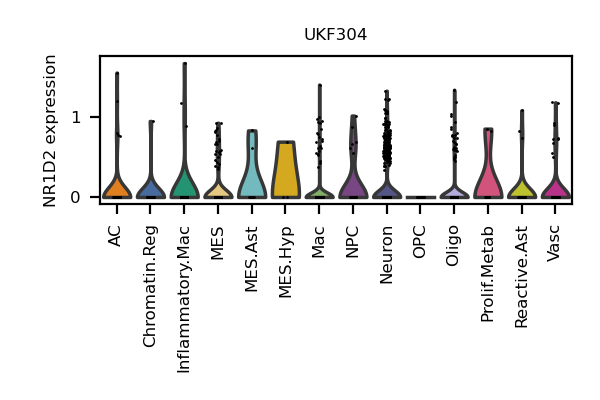 UKF304
NR1D2 expression
1
0
AC
Chromatin.Reg
Inflammatory.Mac
MES
MES.Ast
MES.Hyp
Mac
NPC
Neuron
OPC
Oligo
Prolif.Metab
Reactive.Ast
Vasc